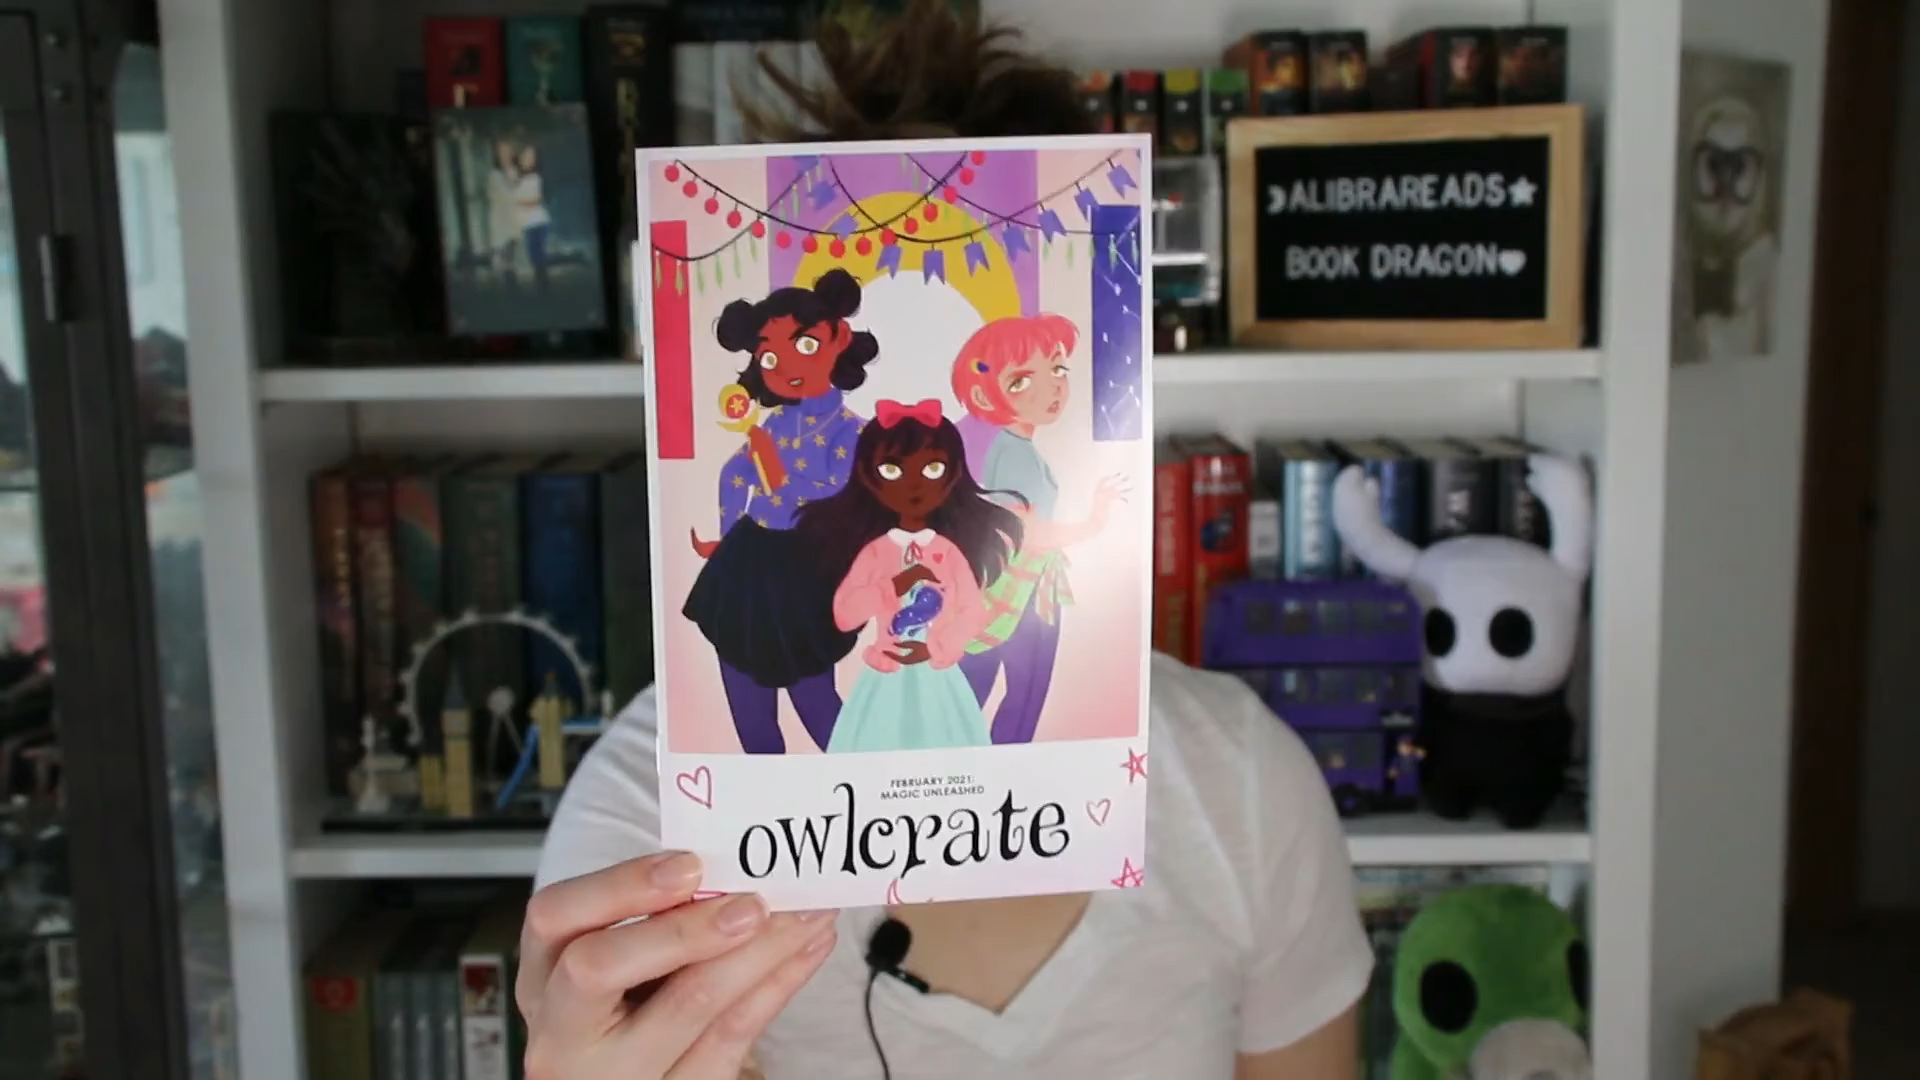 ☽ALIBRAREADS★
BOOK DRAGON♥
FEBRUARY 2021:
MAGIC UNLEASHED
owlcrate